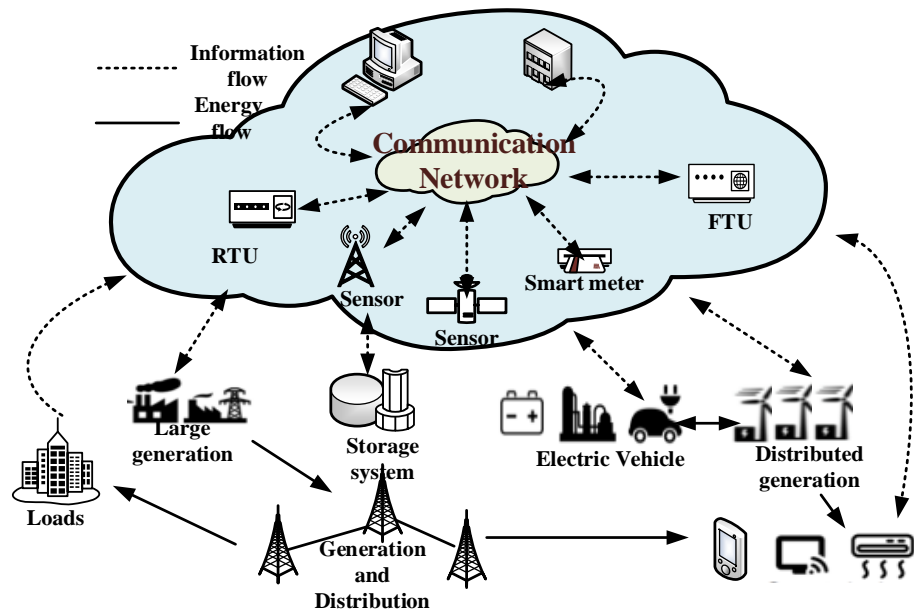 Information
flow
Energy
flow
Communication
Network
RTU
FTU
Sensor
Smart meter
Sensor
Large
generation
Storage
system
Electric Vehicle
Distributed
generation
Loads
Generation
and
Distribution